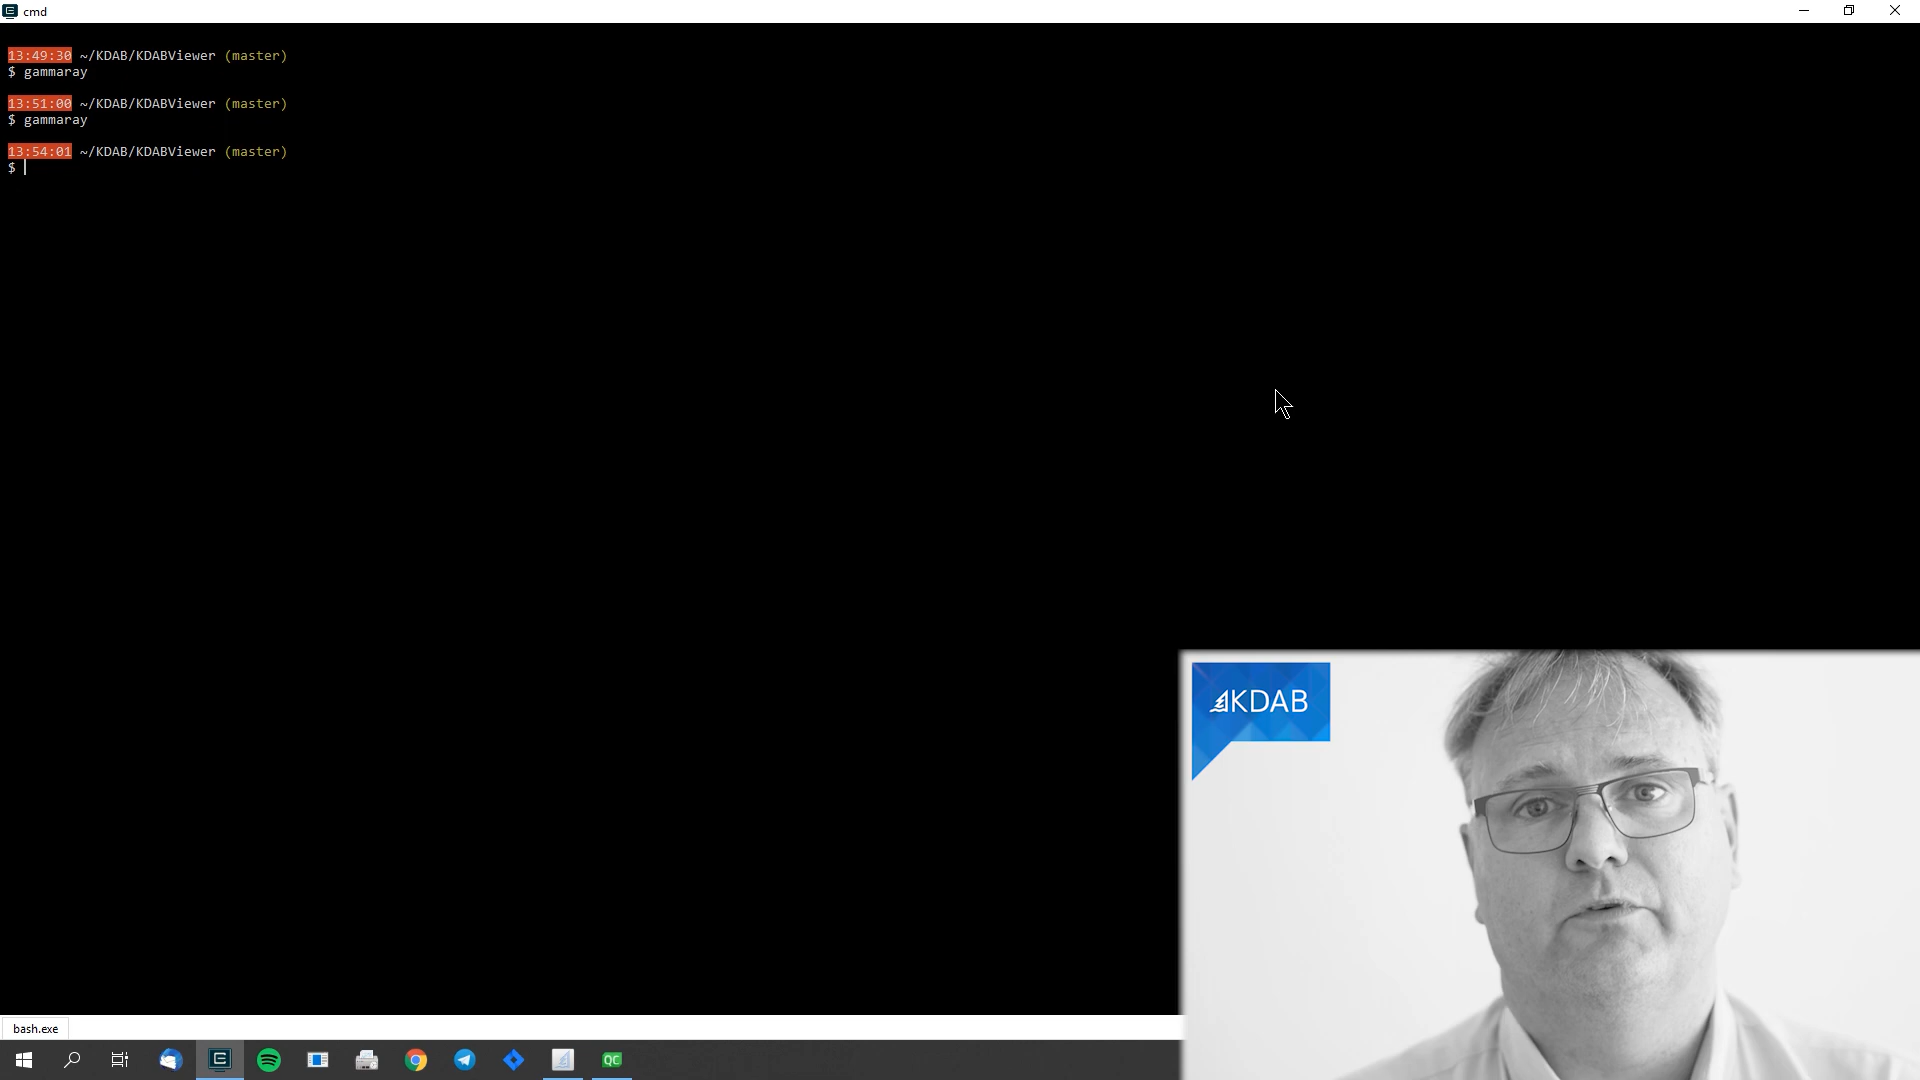 cmd
13:49:30 ~/KDAB/KDABViewer (master)
$ gammaray
13:51:00 ~/KDAB/KDABViewer (master)
$ gammaray
13:54:01 ~/KDAB/KDABViewer (master)
$
KDAB
bash.exe
QC